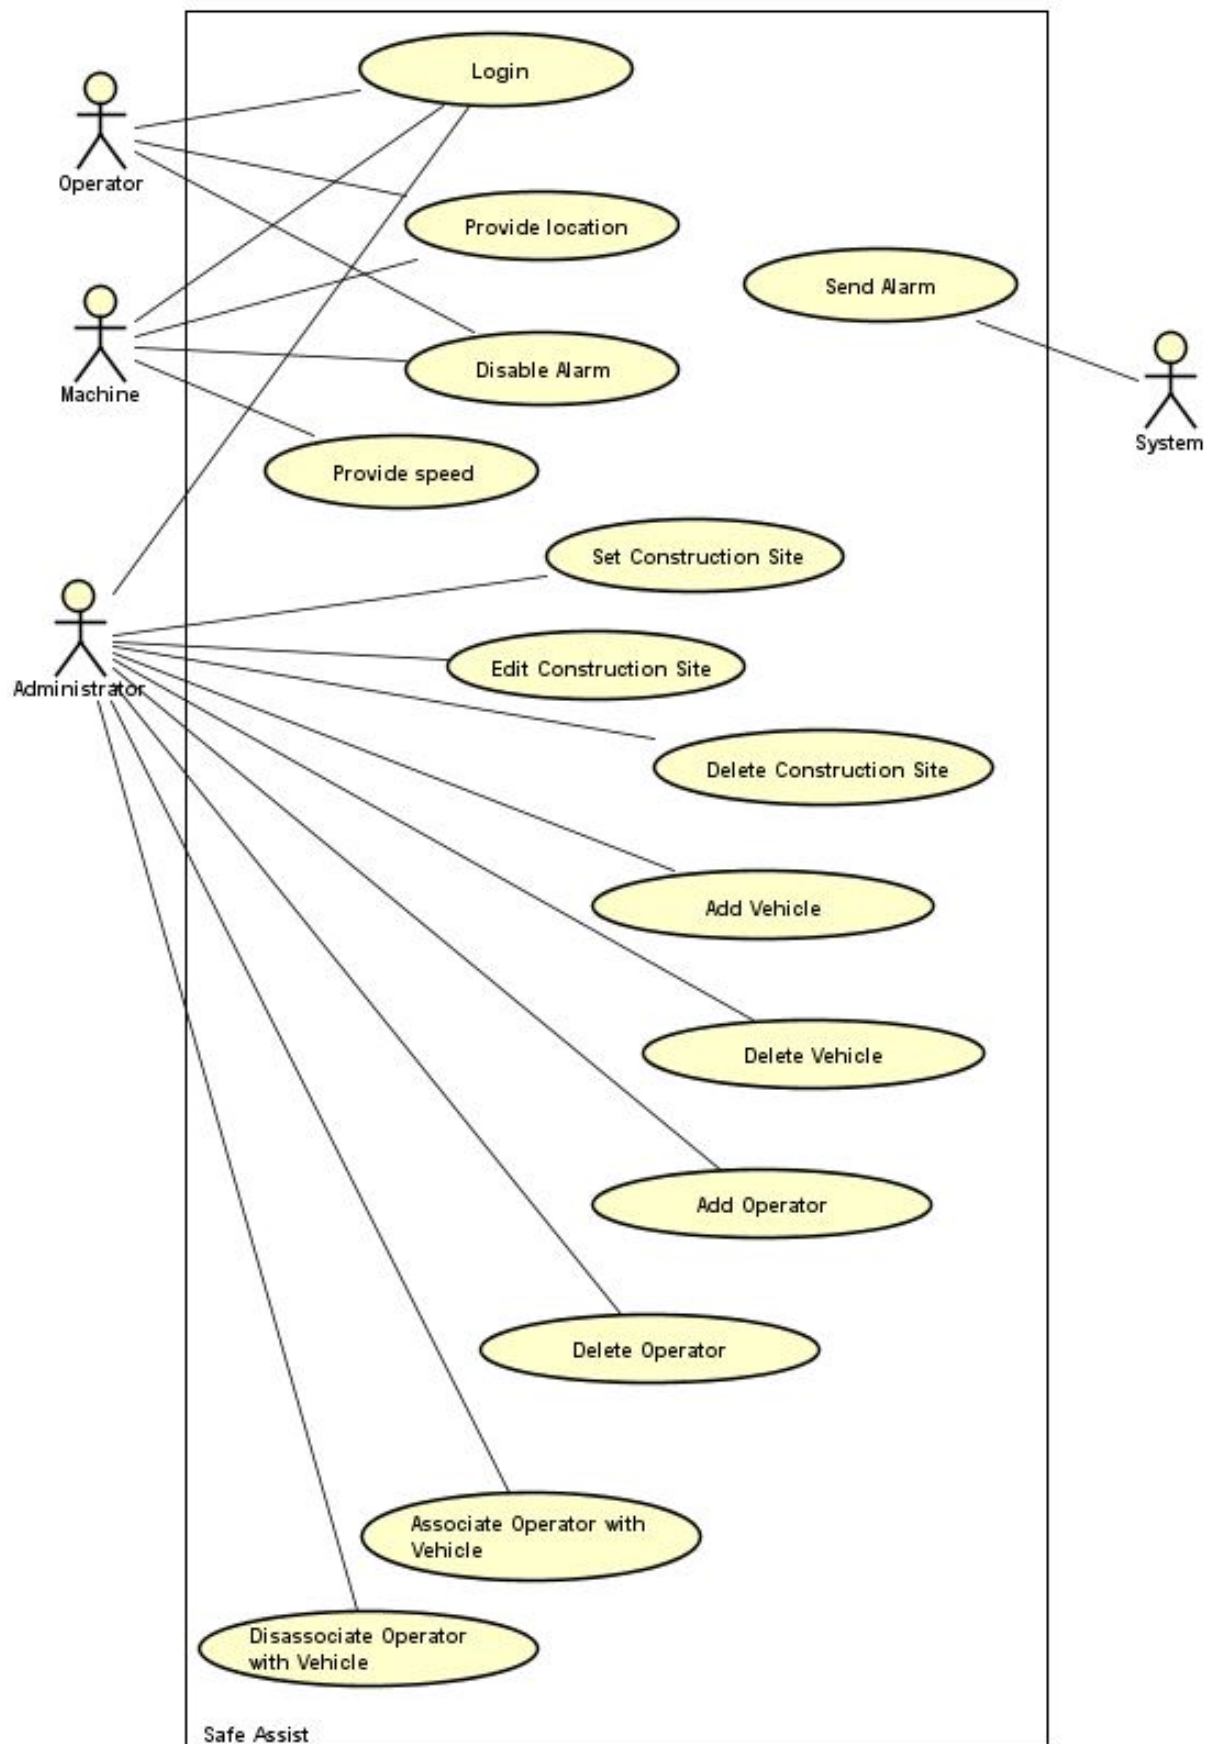 Login
Operator
Provide location
Send Alarm
Machine
Disable Alarm
System
Provide speed
Set Construction Site
Edit Construction Site
Administrator
Delete Construction Site
Add Vehicle
Delete Vehicle
Add Operator
Delete Operator
Associate Operator with
Vehicle
Disassociate Operator
with Vehicle
Safe Assist